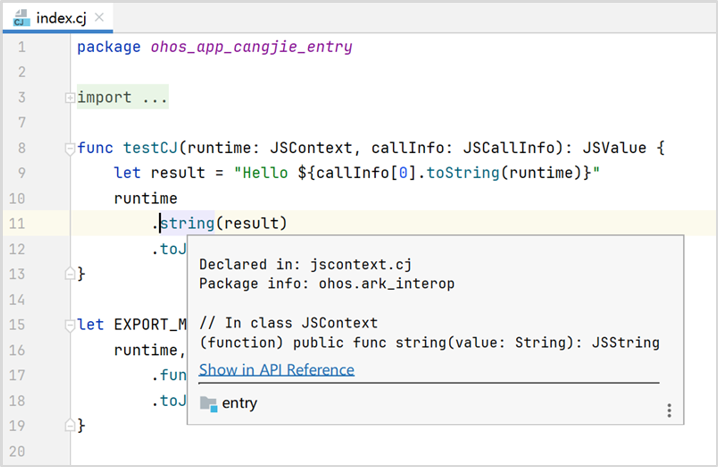 index.cj
1 package ohos_app_cangjie_entry
2
3 import ...
7
8 func testCJ(runtime: JSContext, callInfo: JSCallInfo): JSValue {
9 let result = "Hello ${callInfo[0].toString(runtime)}"
10 runtime
11 .string(result)
12 .toJ
13 }
14
15 let EXPORT_M
16 runtime,
17 .fun
18 .toJ
19 }
20
Declared in: jscontext.cj
Package info: ohos.ark_interop
// In class JSContext
(function) public func string(value: String): JSString
Show in API Reference
entry